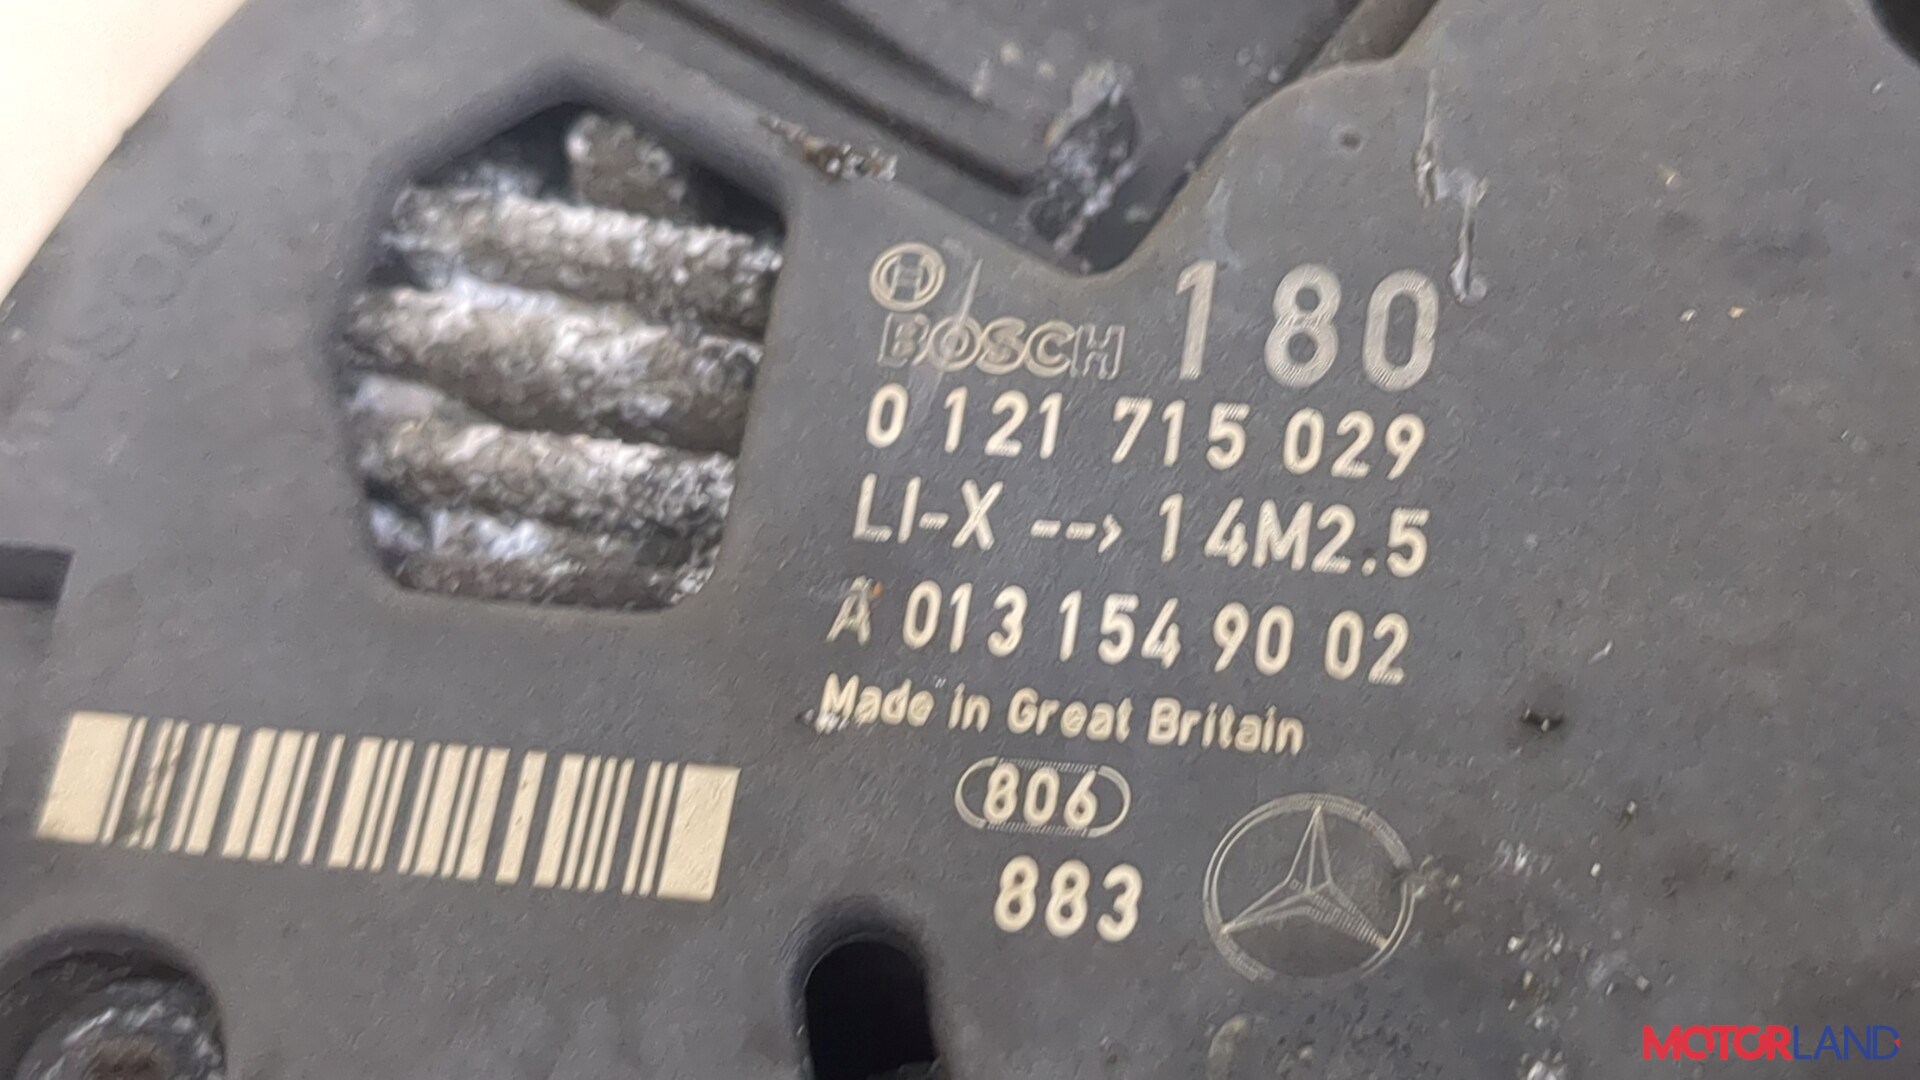 BOSCH 180
0 121 715 029
LI-X --> 14M2.5
A 013 154 90 02
Made in Great Britain
806
883
MOTORLAND